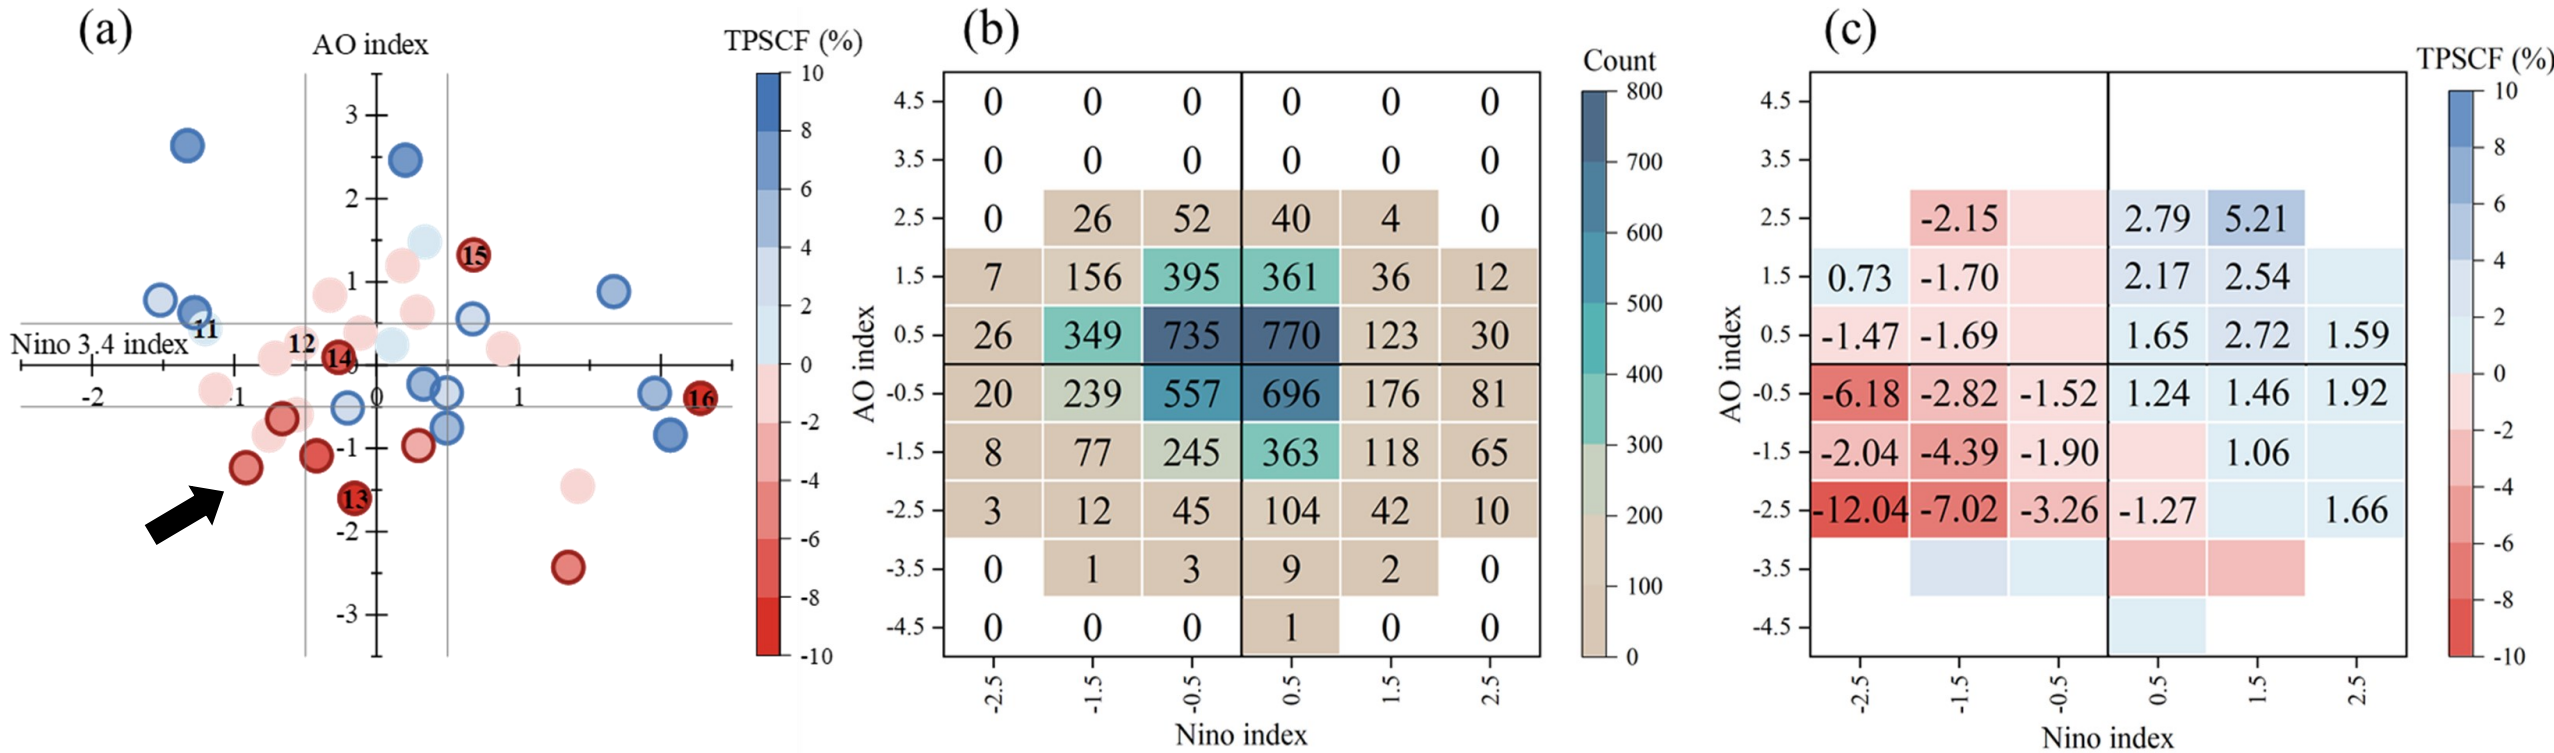 (a)
AO index
TPSCF (%)
10
8
6
4
2
0
-2
-4
-6
-8
-10
3
2
1
0
-1
-2
-3
Nino 3.4 index
-2
-1
1
15
11
12
14
16
13
(b)
Count
800
700
600
500
400
300
200
100
0
AO index
4.5 0 0 0 0 0 0
3.5 0 0 0 0 0 0
2.5 0 26 52 40 4 0
1.5 7 156 395 361 36 12
0.5 26 349 735 770 123 30
-0.5 20 239 557 696 176 81
-1.5 8 77 245 363 118 65
-2.5 3 12 45 104 42 10
-3.5 0 1 3 9 2 0
-4.5 0 0 0 1 0 0
-2.5 -1.5 -0.5 0.5 1.5 2.5
Nino index
(c)
TPSCF (%)
10
8
6
4
2
0
-2
-4
-6
-8
-10
AO index
4.5
3.5
2.5 -2.15 2.79 5.21
1.5 0.73 -1.70 2.17 2.54
0.5 -1.47 -1.69 1.65 2.72 1.59
-0.5 -6.18 -2.82 -1.52 1.24 1.46 1.92
-1.5 -2.04 -4.39 -1.90 1.06
-2.5 -12.04 -7.02 -3.26 -1.27 1.66
-3.5
-4.5
-2.5 -1.5 -0.5 0.5 1.5 2.5
Nino index